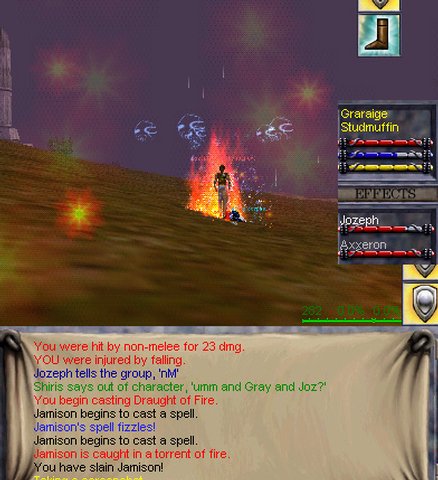 Graraige
Studmuffin
EFFECTS
Jozeph
Axxeron
You were hit by non-melee for 23 dmg.
YOU were injured by falling.
Jozeph tells the group, 'nM'
Shiris says out of character, 'umm and Gray and Joz?'
You begin casting Draught of Fire.
Jamison begins to cast a spell.
Jamison's spell fizzles!
Jamison begins to cast a spell.
Jamison is caught in a torrent of fire.
You have slain Jamison!
Taking a screenshot